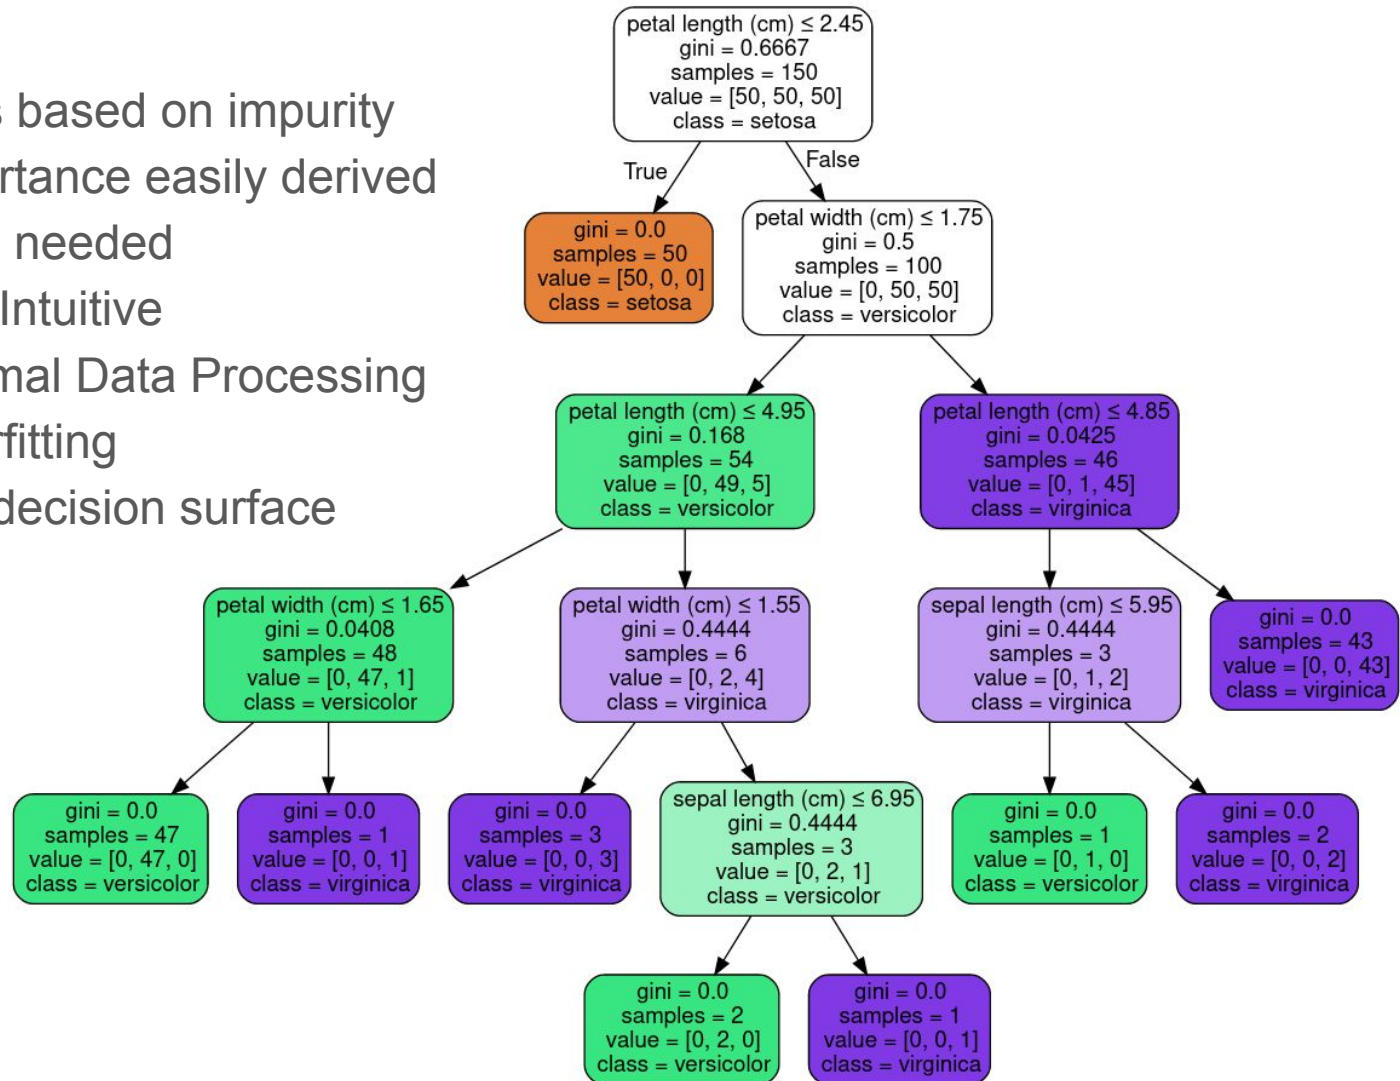 s based on impurity
rtance easily derived
needed
Intuitive
mal Data Processing
rfitting
decision surface
petal length (cm) ≤ 2.45
gini = 0.6667
samples = 150
value = [50, 50, 50]
class = setosa
True
False
gini = 0.0
samples = 50
value = [50, 0, 0]
class = setosa
petal width (cm) ≤ 1.75
gini = 0.5
samples = 100
value = [0, 50, 50]
class = versicolor
petal length (cm) ≤ 4.95
gini = 0.168
samples = 54
value = [0, 49, 5]
class = versicolor
petal length (cm) ≤ 4.85
gini = 0.0425
samples = 46
value = [0, 1, 45]
class = virginica
petal width (cm) ≤ 1.65
gini = 0.0408
samples = 48
value = [0, 47, 1]
class = versicolor
petal width (cm) ≤ 1.55
gini = 0.4444
samples = 6
value = [0, 2, 4]
class = virginica
sepal length (cm) ≤ 5.95
gini = 0.4444
samples = 3
value = [0, 1, 2]
class = virginica
gini = 0.0
samples = 43
value = [0, 0, 43]
class = virginica
gini = 0.0
samples = 47
value = [0, 47, 0]
class = versicolor
gini = 0.0
samples = 1
value = [0, 0, 1]
class = virginica
gini = 0.0
samples = 3
value = [0, 0, 3]
class = virginica
sepal length (cm) ≤ 6.95
gini = 0.4444
samples = 3
value = [0, 2, 1]
class = versicolor
gini = 0.0
samples = 1
value = [0, 1, 0]
class = versicolor
gini = 0.0
samples = 2
value = [0, 0, 2]
class = virginica
gini = 0.0
samples = 2
value = [0, 2, 0]
class = versicolor
gini = 0.0
samples = 1
value = [0, 0, 1]
class = virginica